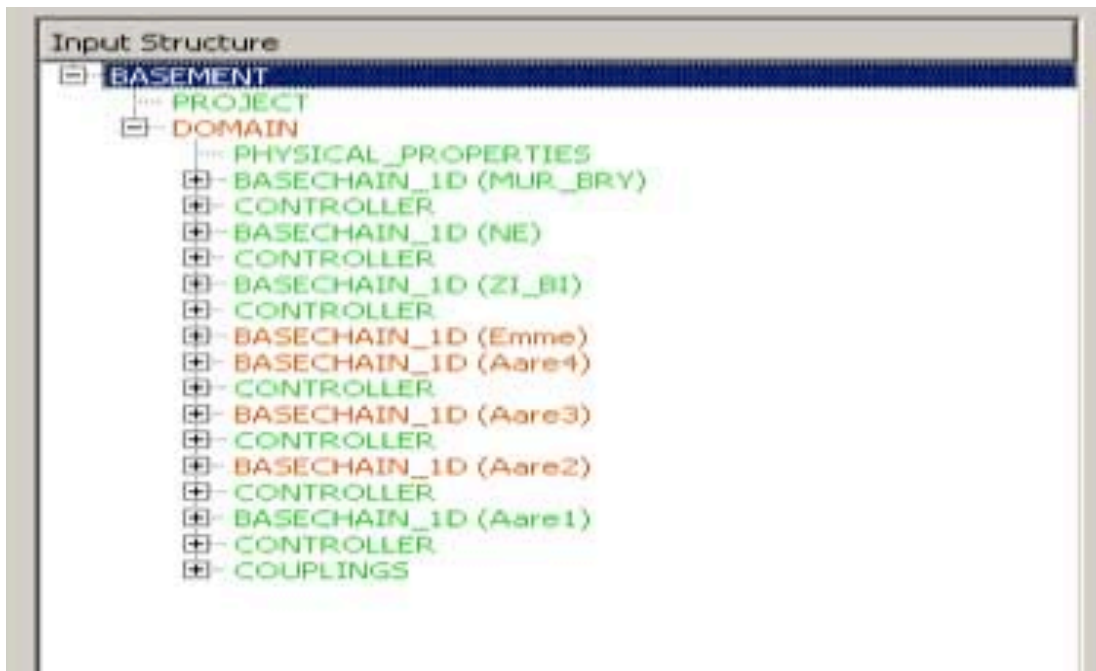 Input Structure
BASEMENT
PROJECT
DOMAIN
PHYSICAL_PROPERTIES
BASECHAIN_1D (MUR_BRY)
CONTROLLER
BASECHAIN_1D (NE)
CONTROLLER
BASECHAIN_1D (ZI_BI)
CONTROLLER
BASECHAIN_1D (Emme)
BASECHAIN_1D (Aare4)
CONTROLLER
BASECHAIN_1D (Aare3)
CONTROLLER
BASECHAIN_1D (Aare2)
CONTROLLER
BASECHAIN_1D (Aare1)
CONTROLLER
COUPLINGS